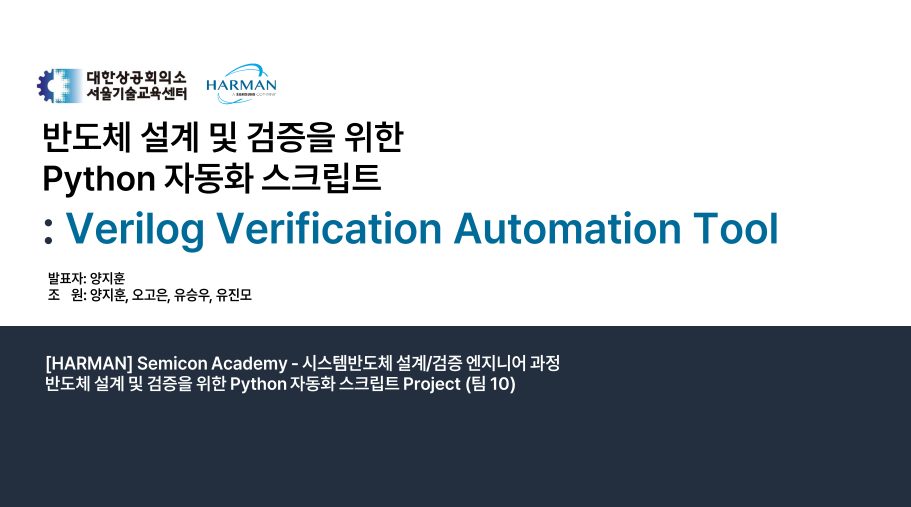 대한상공회의소
서울기술교육센터
HARMAN
A SAMSUNG COMPANY
반도체 설계 및 검증을 위한
Python 자동화 스크립트
: Verilog Verification Automation Tool
발표자: 양지훈
조 원: 양지훈, 오고은, 유승우, 유진모
[HARMAN] Semicon Academy - 시스템반도체 설계/검증 엔지니어 과정
반도체 설계 및 검증을 위한 Python 자동화 스크립트 Project (팀 10)